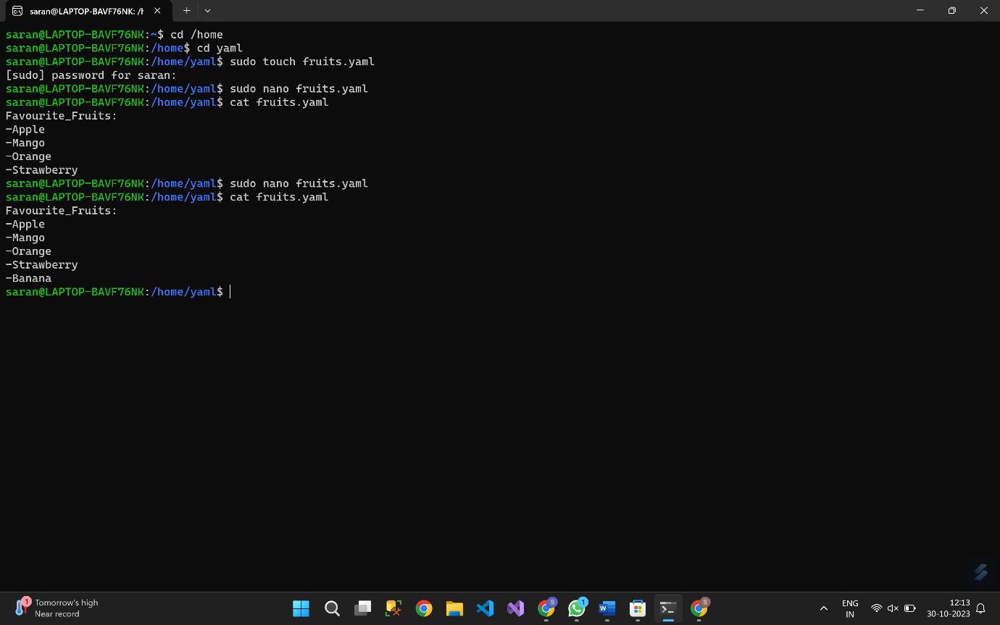 saran@LAPTOP-BAVF76NK: /h
saran@LAPTOP-BAVF76NK:~$ cd /home
saran@LAPTOP-BAVF76NK:/home$ cd yaml
saran@LAPTOP-BAVF76NK:/home/yaml$ sudo touch fruits.yaml
[sudo] password for saran:
saran@LAPTOP-BAVF76NK:/home/yaml$ sudo nano fruits.yaml
saran@LAPTOP-BAVF76NK:/home/yaml$ cat fruits.yaml
Favourite_Fruits:
-Apple
-Mango
-Orange
-Strawberry
saran@LAPTOP-BAVF76NK:/home/yaml$ sudo nano fruits.yaml
saran@LAPTOP-BAVF76NK:/home/yaml$ cat fruits.yaml
Favourite_Fruits:
-Apple
-Mango
-Orange
-Strawberry
-Banana
saran@LAPTOP-BAVF76NK:/home/yaml$
1
Tomorrow's high
Near record
S
1
W
S
ENG
IN
12:13
30-10-2023